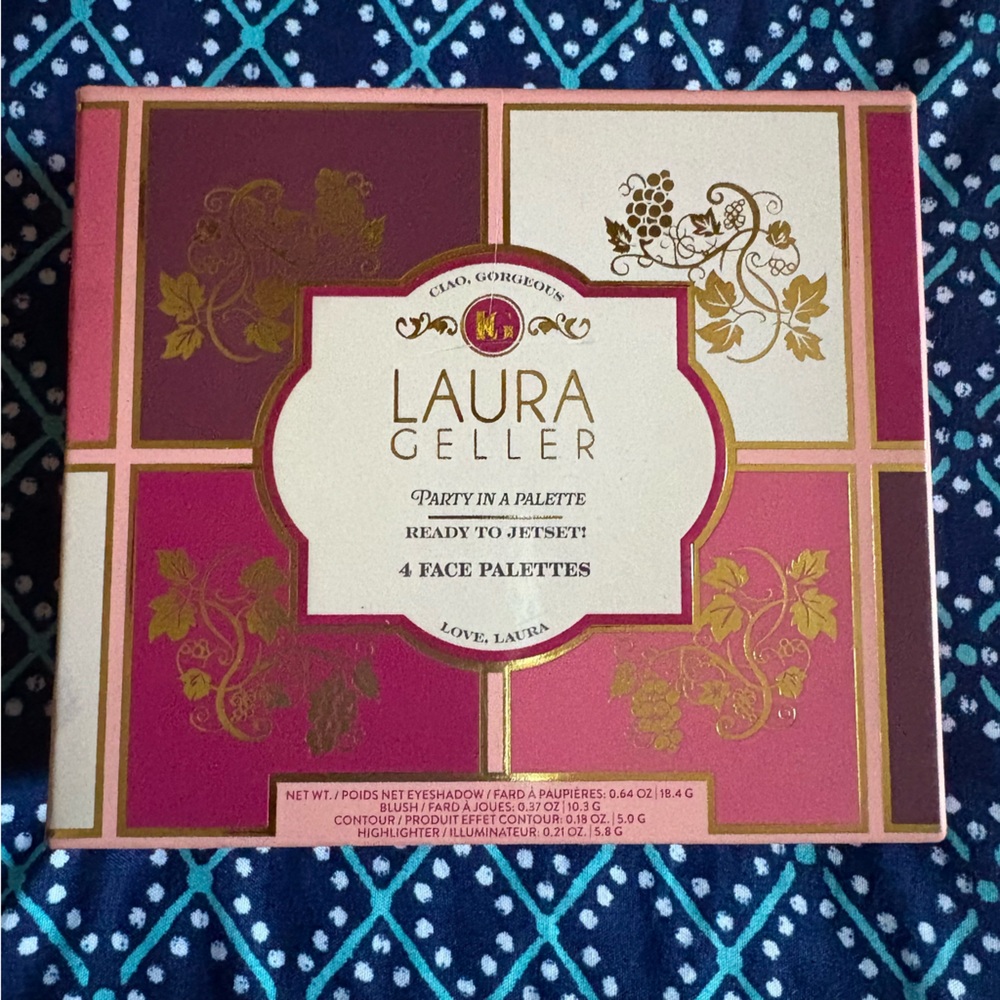 CIAO, GORGEOUS
LG
LAURA
GELLER
PARTY IN A PALETTE
READY TO JETSET!
4 FACE PALETTES
LOVE, LAURA
NET WT. / POIDS NET EYESHADOW / FARD À PAUPIÈRES: 0.64 OZ | 18.4 G
BLUSH / FARD À JOUES: 0.37 OZ | 10.3 G
CONTOUR / PRODUIT EFFET CONTOUR: 0.18 OZ. | 5.0 G
HIGHLIGHTER / ILLUMINATEUR: 0.21 OZ. | 5.8 G